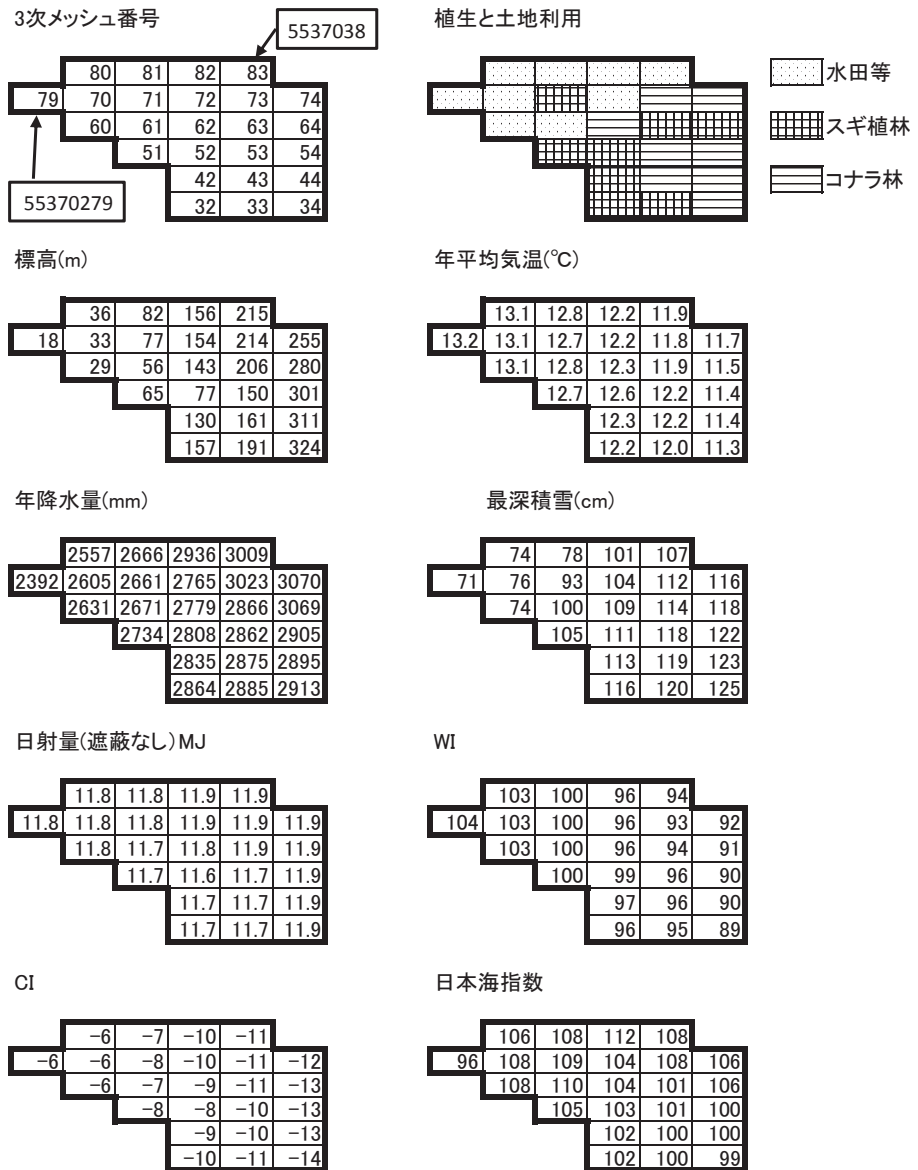 3次メッシュ番号
5537038
80 81 82 83
79 70 71 72 73 74
60 61 62 63 64
51 52 53 54
42 43 44
32 33 34
55370279
植生と土地利用
水田等
スギ植林
コナラ林
標高(m)
36 82 156 215
18 33 77 154 214 255
29 56 143 206 280
65 77 150 301
130 161 311
157 191 324
年平均気温(℃)
13.1 12.8 12.2 11.9
13.2 13.1 12.7 12.2 11.8 11.7
13.1 12.8 12.3 11.9 11.5
12.7 12.6 12.2 11.4
12.3 12.2 11.4
12.2 12.0 11.3
年降水量(mm)
2557 2666 2936 3009
2392 2605 2661 2765 3023 3070
2631 2671 2779 2866 3069
2734 2808 2862 2905
2835 2875 2895
2864 2885 2913
最深積雪(cm)
74 78 101 107
71 76 93 104 112 116
74 100 109 114 118
105 111 118 122
113 119 123
116 120 125
日射量(遮蔽なし)MJ
11.8 11.8 11.9 11.9
11.8 11.8 11.8 11.9 11.9 11.9
11.8 11.7 11.8 11.9 11.9
11.7 11.6 11.7 11.9
11.7 11.7 11.9
11.7 11.7 11.9
WI
103 100 96 94
104 103 100 96 93 92
103 100 96 94 91
100 99 96 90
97 96 90
96 95 89
CI
-6 -7 -10 -11
-6 -6 -8 -10 -11 -12
-6 -7 -9 -11 -13
-8 -8 -10 -13
-9 -10 -13
-10 -11 -14
日本海指数
106 108 112 108
96 108 109 104 108 106
108 110 104 101 106
105 103 101 100
102 100 100
102 100 99